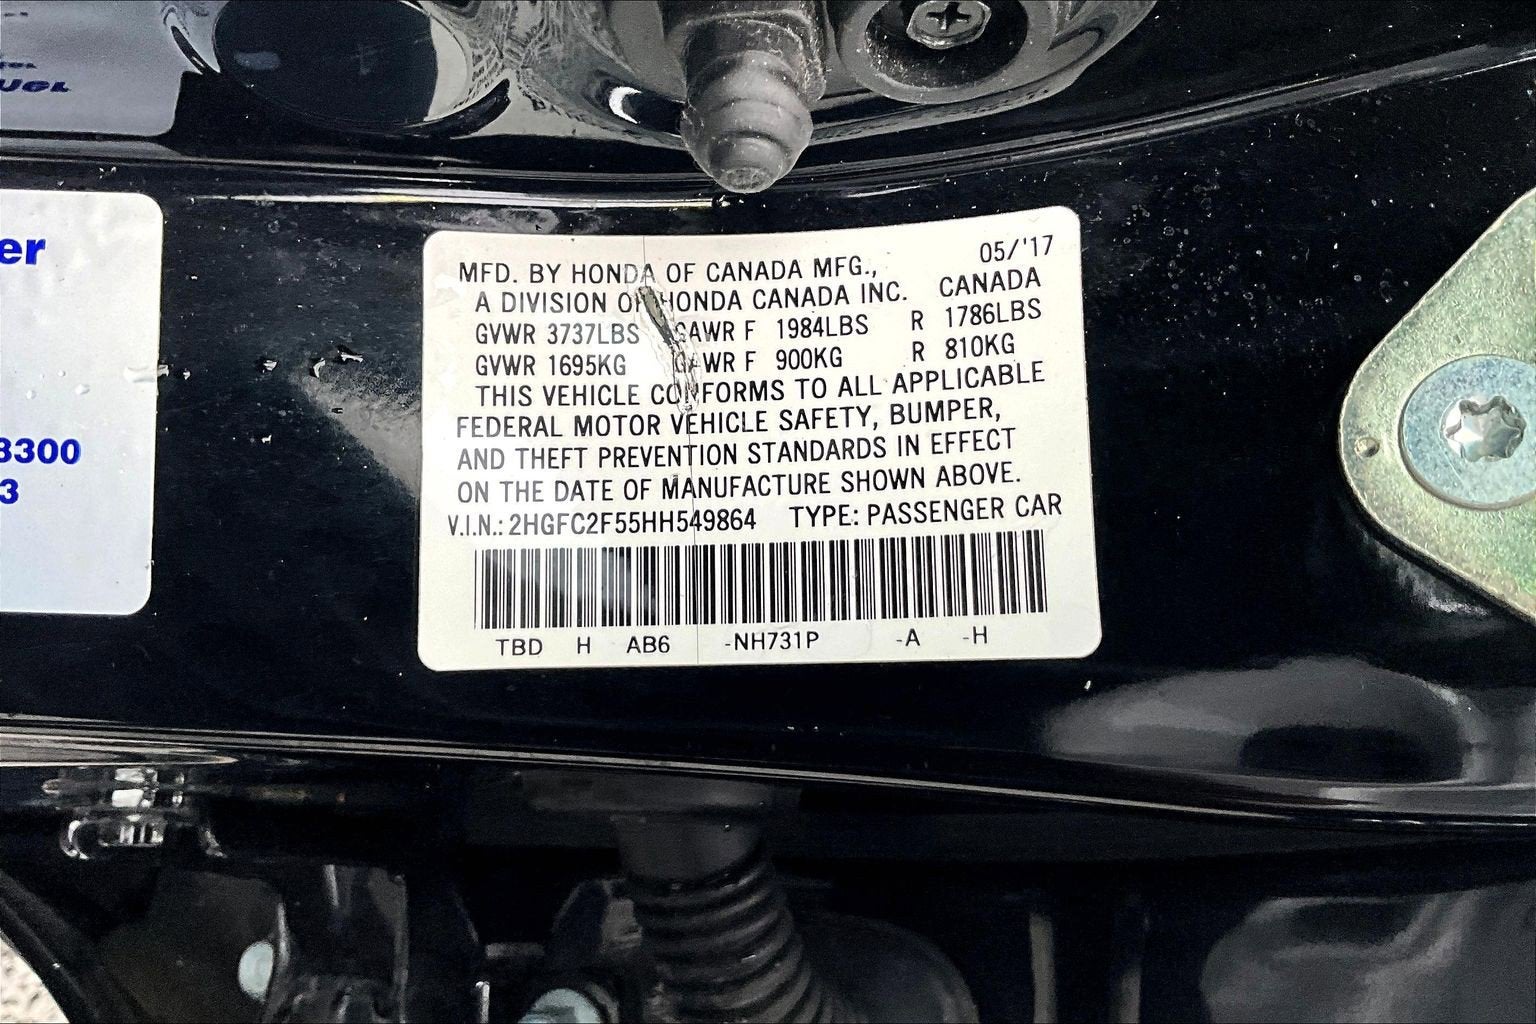 UGL
er
3300
3
MFD. BY HONDA OF CANADA MFG., 05/'17
A DIVISION OF HONDA CANADA INC. CANADA
GVWR 3737LBS GAWR F 1984LBS R 1786LBS
GVWR 1695KG GAWR F 900KG R 810KG
THIS VEHICLE CONFORMS TO ALL APPLICABLE
FEDERAL MOTOR VEHICLE SAFETY, BUMPER,
AND THEFT PREVENTION STANDARDS IN EFFECT
ON THE DATE OF MANUFACTURE SHOWN ABOVE.
V.I.N.: 2HGFC2F55HH549864 TYPE: PASSENGER CAR
TBD H AB6 -NH731P -A -H